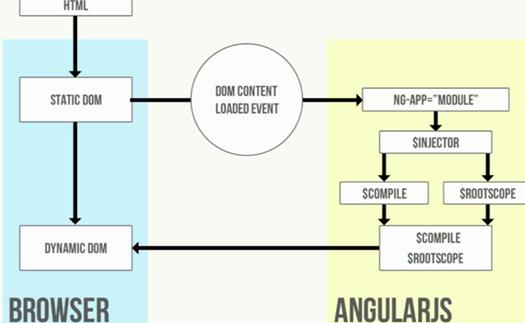 HTML
STATIC DOM
DOM CONTENT
LOADED EVENT
NG-APP="MODULE"
$INJECTOR
$COMPILE
$ROOTSCOPE
DYNAMIC DOM
$COMPILE
$ROOTSCOPE
BROWSER
ANGULARJS